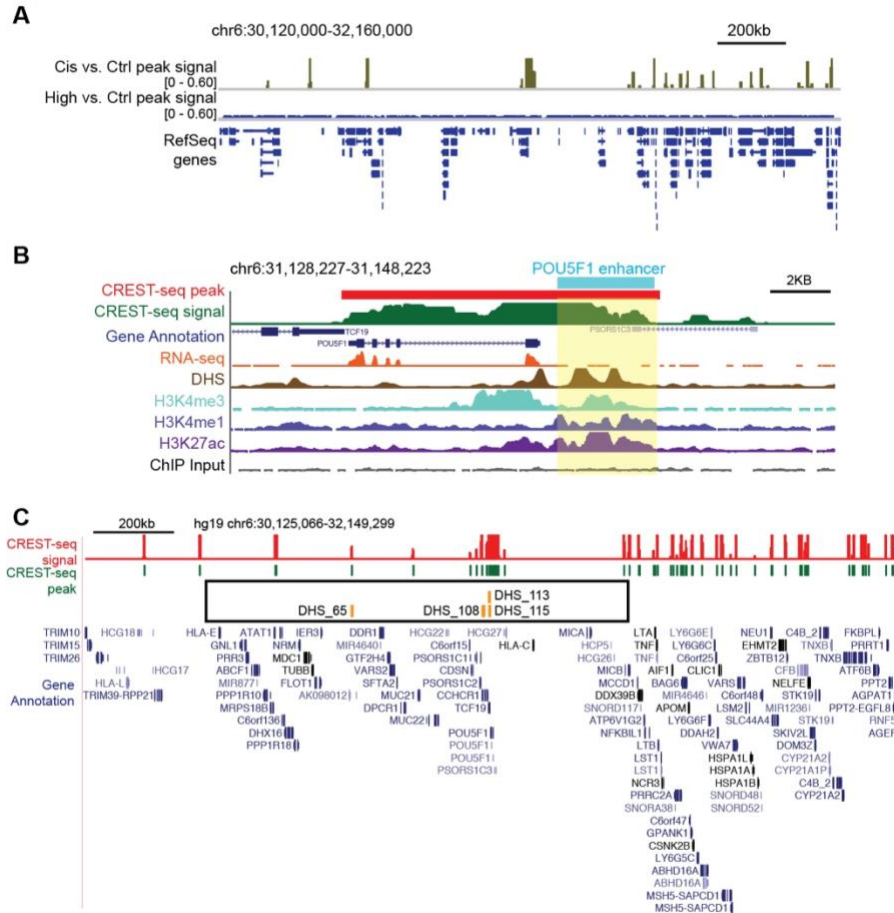 A
chr6:30,120,000-32,160,000
200kb
Cis vs. Ctrl peak signal
[0 - 0.60]
High vs. Ctrl peak signal
[0 - 0.60]
RefSeq
genes
B
chr6:31,128,227-31,148,223
POU5F1 enhancer
2KB
CREST-seq peak
CREST-seq signal
Gene Annotation
TCF19
PSORS1C3
POU5F1
RNA-seq
DHS
H3K4me3
H3K4me1
H3K27ac
ChIP Input
C
200kb
hg19 chr6:30,125,066-32,149,299
CREST-seq
signal
CREST-seq
peak
DHS_113
DHS_65 DHS_108 DHS_115
TRIM10 HCG18 HLA-E ATAT1 IER3 DDR1 HCG22 HCG27 MICA LTA LY6G6E NEU1 C4B_2 FKBPL
TRIM15 GNL1 NRM MIR4640 C6orf15 HLA-C HCP5 TNF LY6G6C EHMT2 TNXB PRRT1
TRIM26 PRR3 MDC1 GTF2H4 PSORS1C1 HCG26 TNF C6orf25 ZBTB12 TNXB ATF6B
HCG17 ABCF1 TUBB VARS2 CDSN MICB AIF1 CLIC1 CFB PPT2
HLA-L MIR877 FLOT1 SFTA2 PSORS1C2 MCCD1 BAG6 VARS NELFE AGPAT1
TRIM39-RPP21 PPP1R10 AK098012 MUC21 CCHCR1 DDX39B MIR4646 C6orf48 STK19 PPT2-EGFL8
Gene
Annotation
MRPS18B DPCR1 TCF19 SNORD117 APOM LSM2 MIR1236 RNF5
C6orf136 MUC22 POU5F1 ATP6V1G2 LY6G6F SLC44A4 STK19 AGER
DHX16 POU5F1 NFKBIL1 DDAH2 SKIV2L
PPP1R18 POU5F1 LTB VWA7 DOM3Z
PSORS1C3 LST1 HSPA1L CYP21A2
LST1 HSPA1A CYP21A1P
NCR3 HSPA1B C4B_2
PRRC2A SNORD48 CYP21A2
SNORA38 SNORD52
C6orf47
GPANK1
CSNK2B
LY6G5C
ABHD16A
ABHD16A
MSH5-SAPCD1
MSH5-SAPCD1